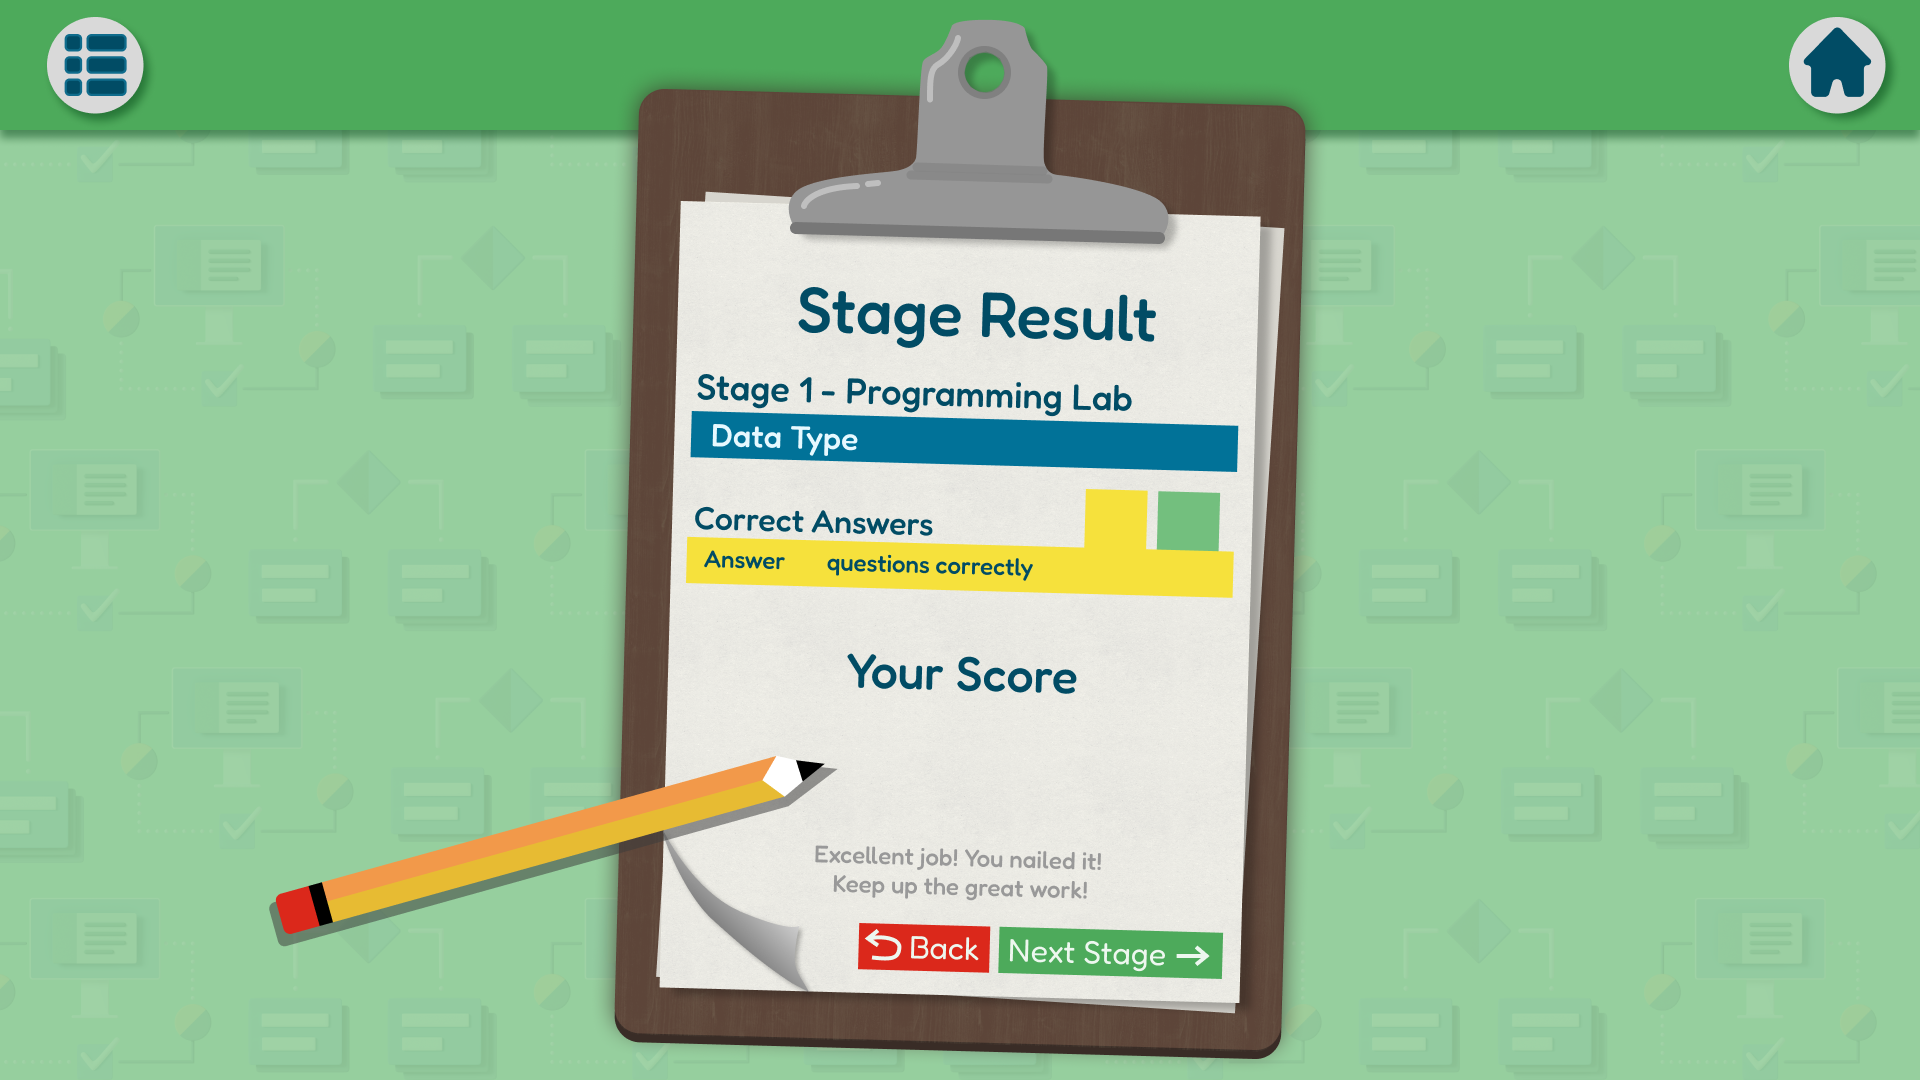 Stage Result
Stage 1 - Programming Lab
Data Type
Correct Answers
Answer questions correctly
Your Score
Excellent job! You nailed it!
Keep up the great work!
Back
Next Stage →